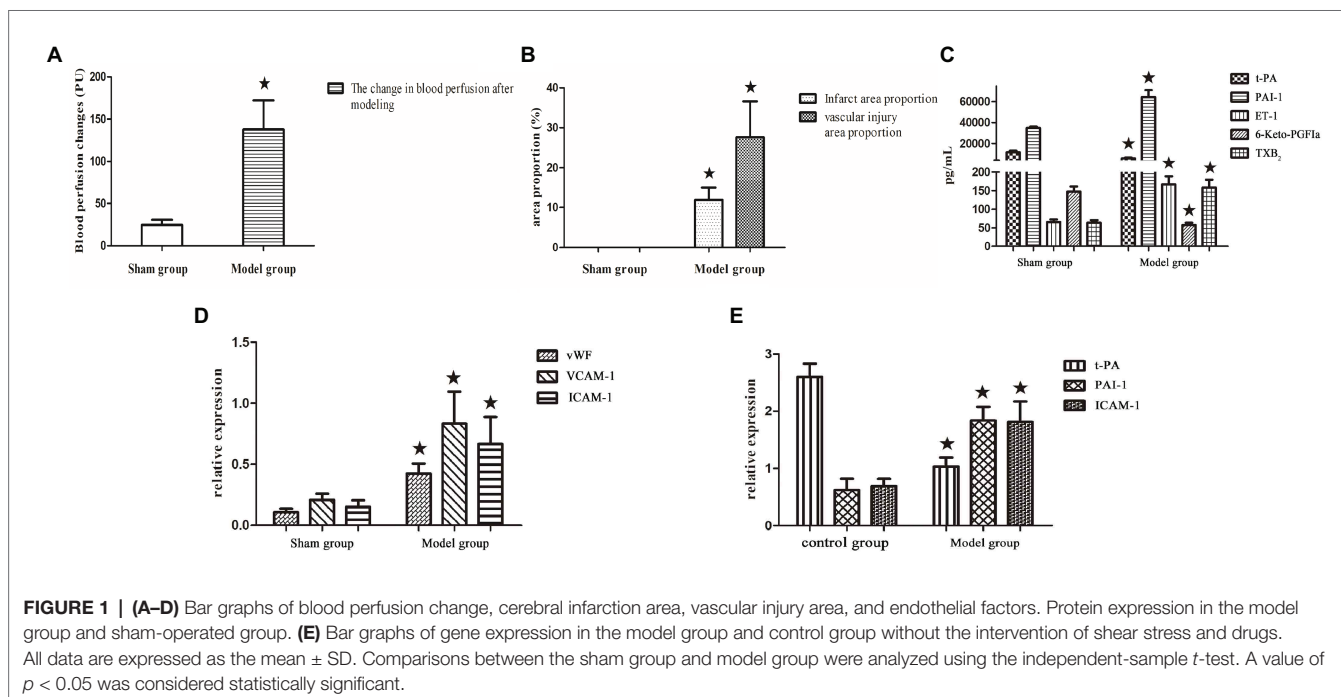 A
Blood perfusion changes (PU)
200
150
100
50
0
★
Sham group
Model group
The change in blood perfusion after
modeling
B
area proportion (%)
40
30
20
10
0
★
★
Sham group
Model group
Infarct area proportion
vascular injury
area proportion
C
pg/mL
60000
40000
20000
200
150
100
50
0
★
★
★
★
★
Sham group
Model group
t-PA
PAI-1
ET-1
6-Keto-PGFIa
TXB₂
D
relative expression
1.5
1.0
0.5
0.0
★
★
★
Sham group
Model group
vWF
VCAM-1
ICAM-1
E
relative expression
3
2
1
0
★
★
★
control group
Model group
t-PA
PAI-1
ICAM-1
FIGURE 1 | (A–D) Bar graphs of blood perfusion change, cerebral infarction area, vascular injury area, and endothelial factors. Protein expression in the model
group and sham-operated group. (E) Bar graphs of gene expression in the model group and control group without the intervention of shear stress and drugs.
All data are expressed as the mean ± SD. Comparisons between the sham group and model group were analyzed using the independent-sample t-test. A value of
p < 0.05 was considered statistically significant.